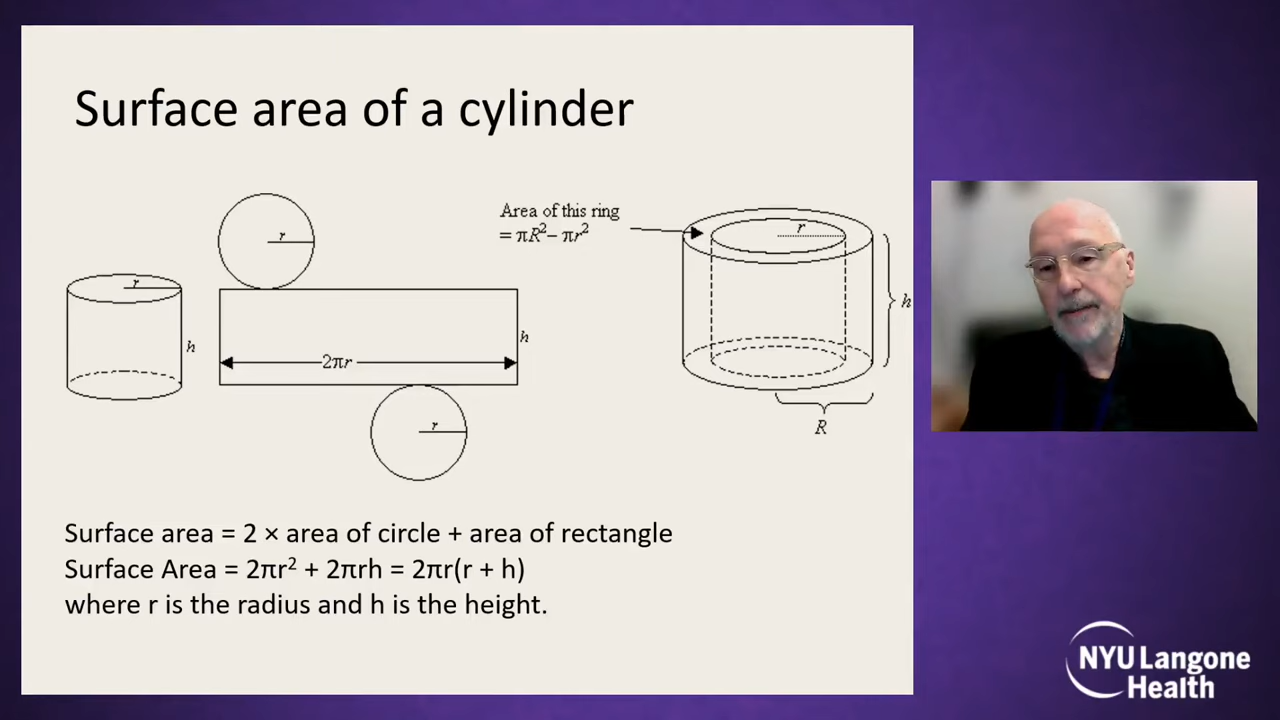 Surface area of a cylinder
r
h
r
2πr
h
r
Area of this ring
= πR²– πr²
r
h
R
Surface area = 2 × area of circle + area of rectangle
Surface Area = 2πr² + 2πrh = 2πr(r + h)
where r is the radius and h is the height.
NYU Langone
Health